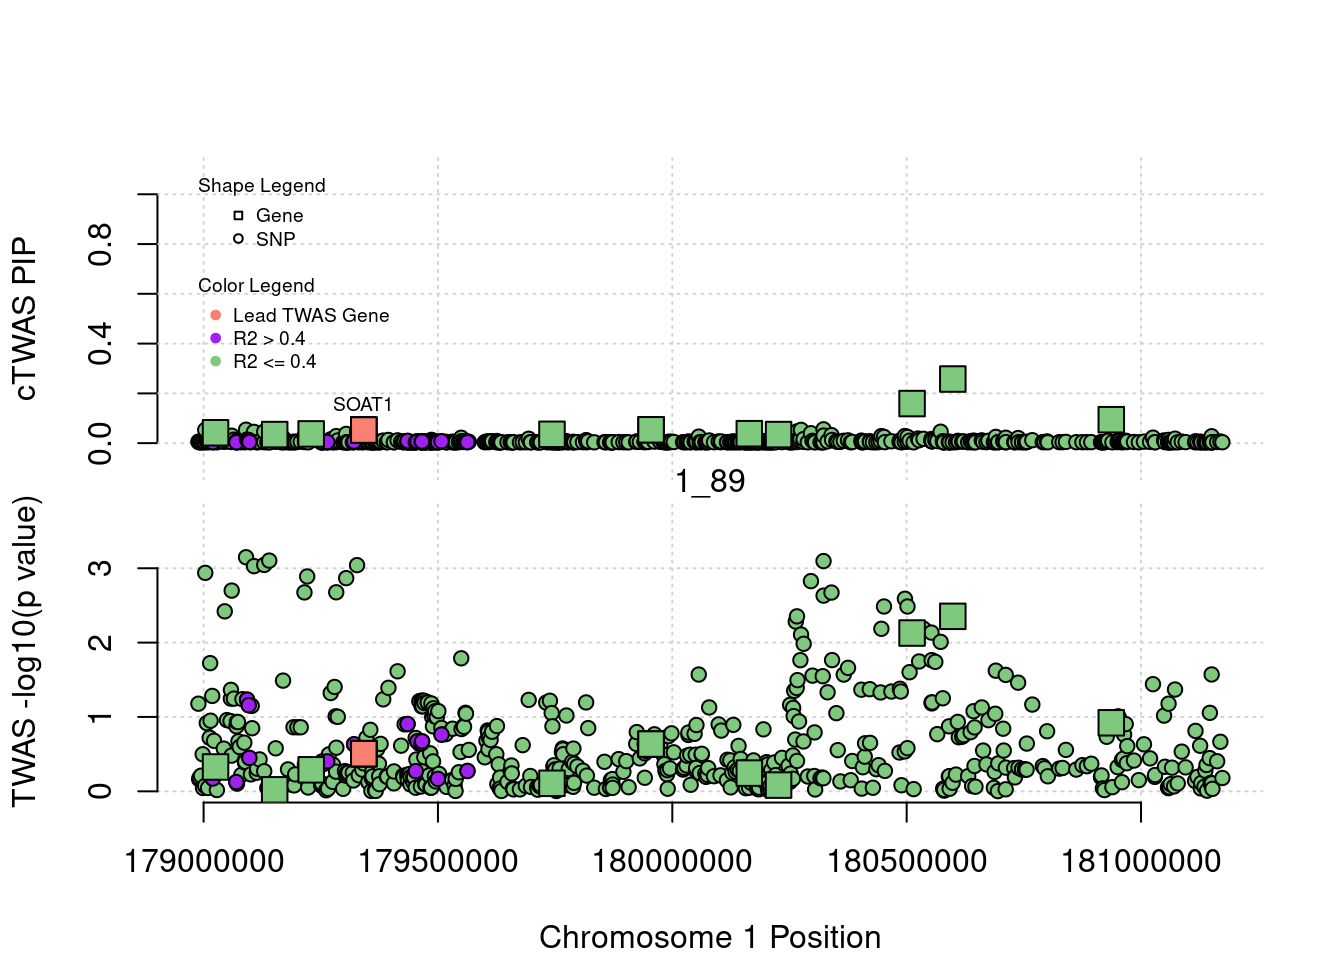 Shape Legend
Gene
SNP
Color Legend
Lead TWAS Gene
R2 > 0.4
R2 <= 0.4
SOAT1
cTWAS PIP
0.8
0.4
0.0
1_89
TWAS -log10(p value)
3
2
1
0
179000000 179500000 180000000 180500000 181000000
Chromosome 1 Position